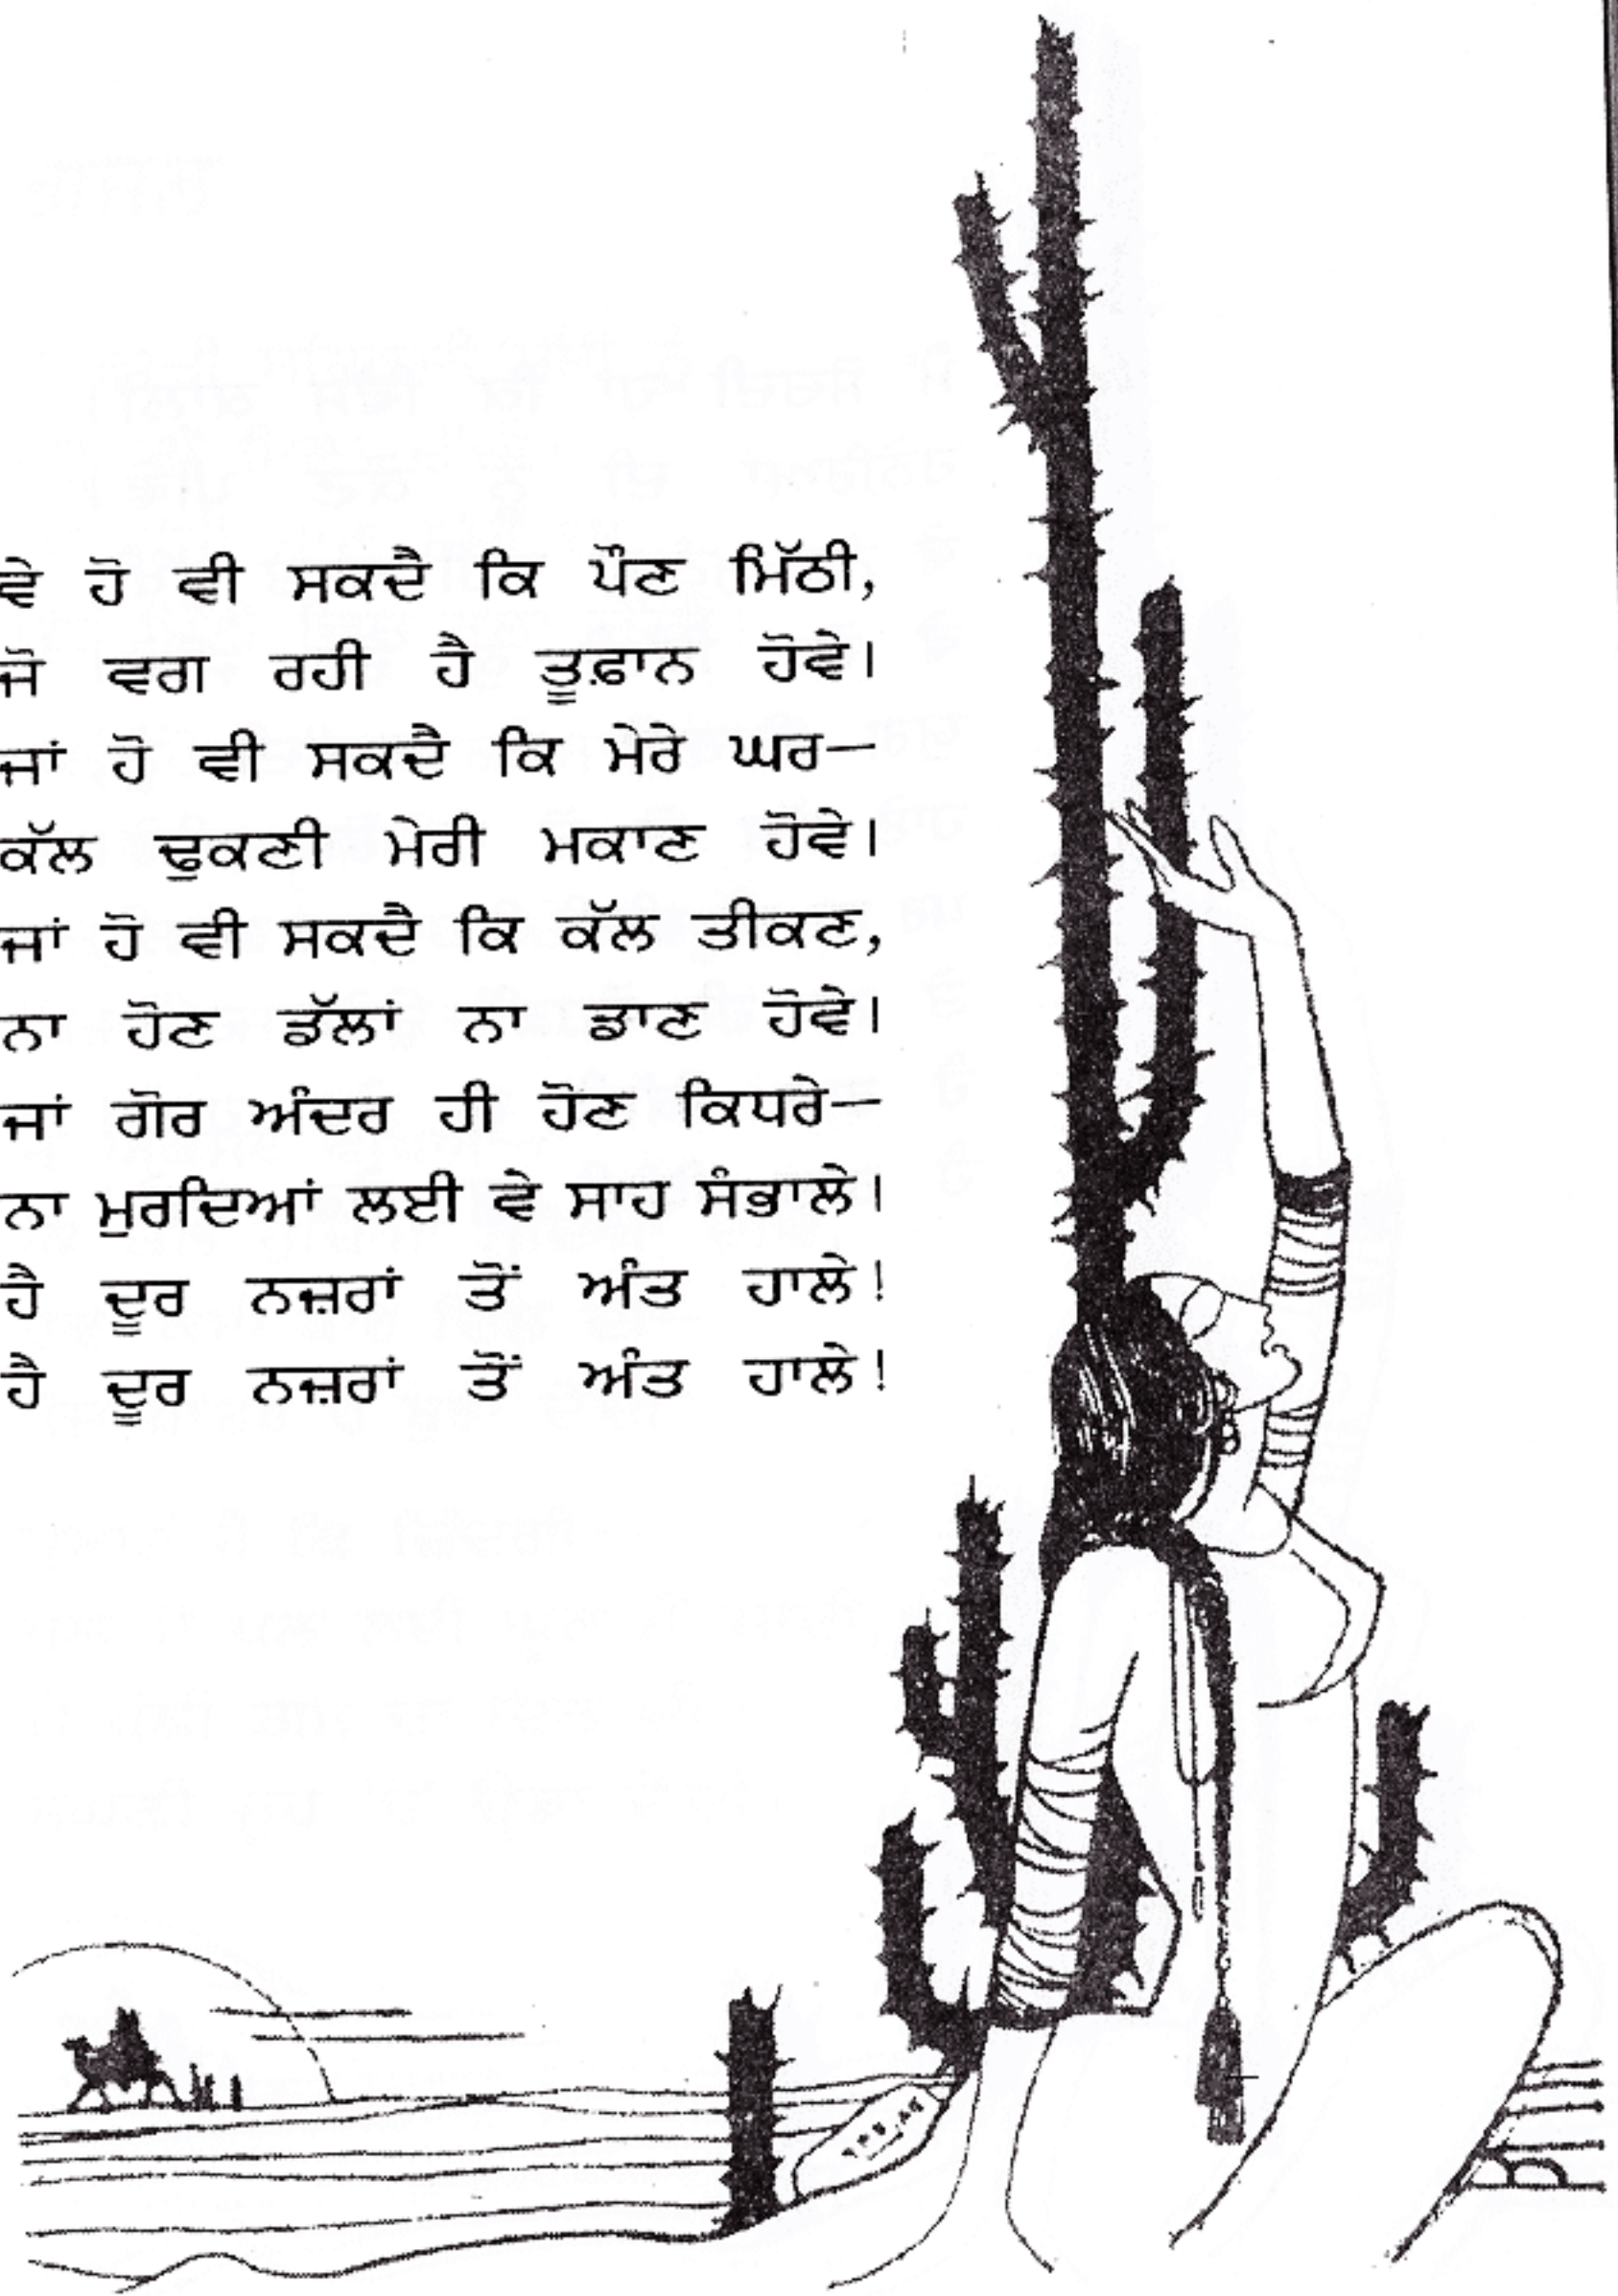 ਵੇ ਹੋ ਵੀ ਸਕਦੈ ਕਿ ਪੌਣ ਮਿੱਠੀ,
ਜੋ ਵਗ ਰਹੀ ਹੈ ਤੂਫ਼ਾਨ ਹੋਵੇ।
ਜਾਂ ਹੋ ਵੀ ਸਕਦੈ ਕਿ ਮੇਰੇ ਘਰ—
ਕੱਲ ਢੁਕਣੀ ਮੇਰੀ ਮਕਾਣ ਹੋਵੇ।
ਜਾਂ ਹੋ ਵੀ ਸਕਦੈ ਕਿ ਕੱਲ ਤੀਕਣ,
ਨਾ ਹੋਣ ਡੱਲਾਂ ਨਾ ਡਾਣ ਹੋਵੇ।
ਜਾਂ ਗੋਰ ਅੰਦਰ ਹੀ ਹੋਣ ਕਿਧਰੇ—
ਨਾ ਮੁਰਦਿਆਂ ਲਈ ਵੇ ਸਾਹ ਸੰਭਾਲੇ।
ਹੈ ਦੂਰ ਨਜ਼ਰਾਂ ਤੋਂ ਅੰਤ ਹਾਲੇ!
ਹੈ ਦੂਰ ਨਜ਼ਰਾਂ ਤੋਂ ਅੰਤ ਹਾਲੇ!